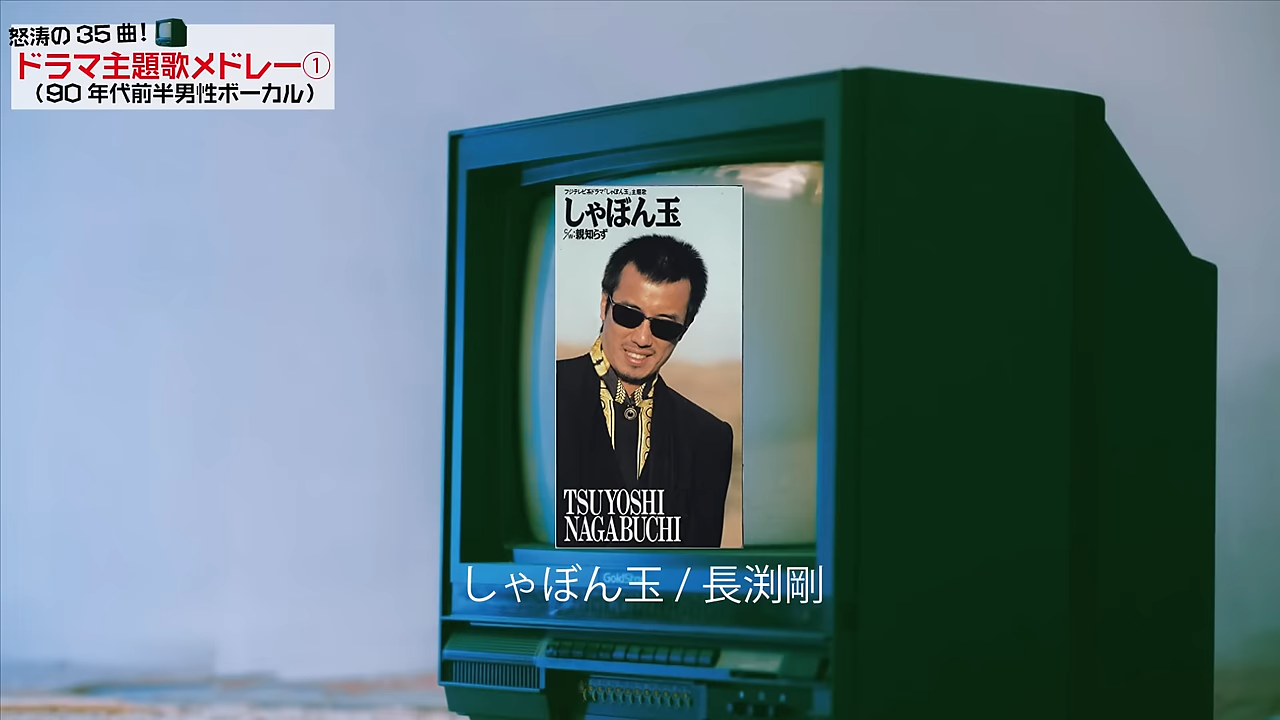 怒涛の35曲!
ドラマ主題歌メドレー①
(90年代前半男性ボーカル)
フジテレビ系ドラマ「しゃぼん玉」主題歌
しゃぼん玉
C/W:親知らず
TSUYOSHI
NAGABUCHI
GoldStar
しゃぼん玉 / 長渕剛